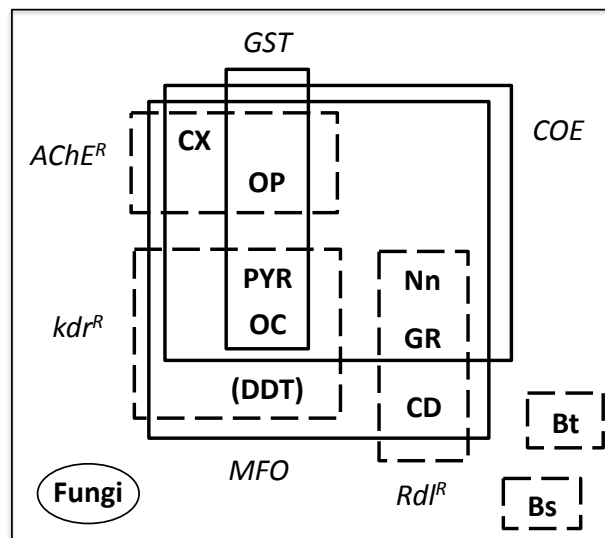 GST
COE
AChE^R
CX
OP
kdr^R
PYR
OC
(DDT)
Nn
GR
CD
Bt
MFO
Rdl^R
Fungi
Bs